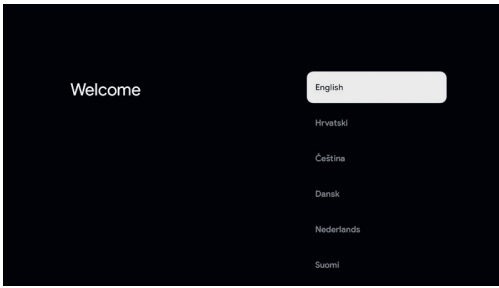 Welcome
English
Hrvatski
Čeština
Dansk
Nederlands
Suomi